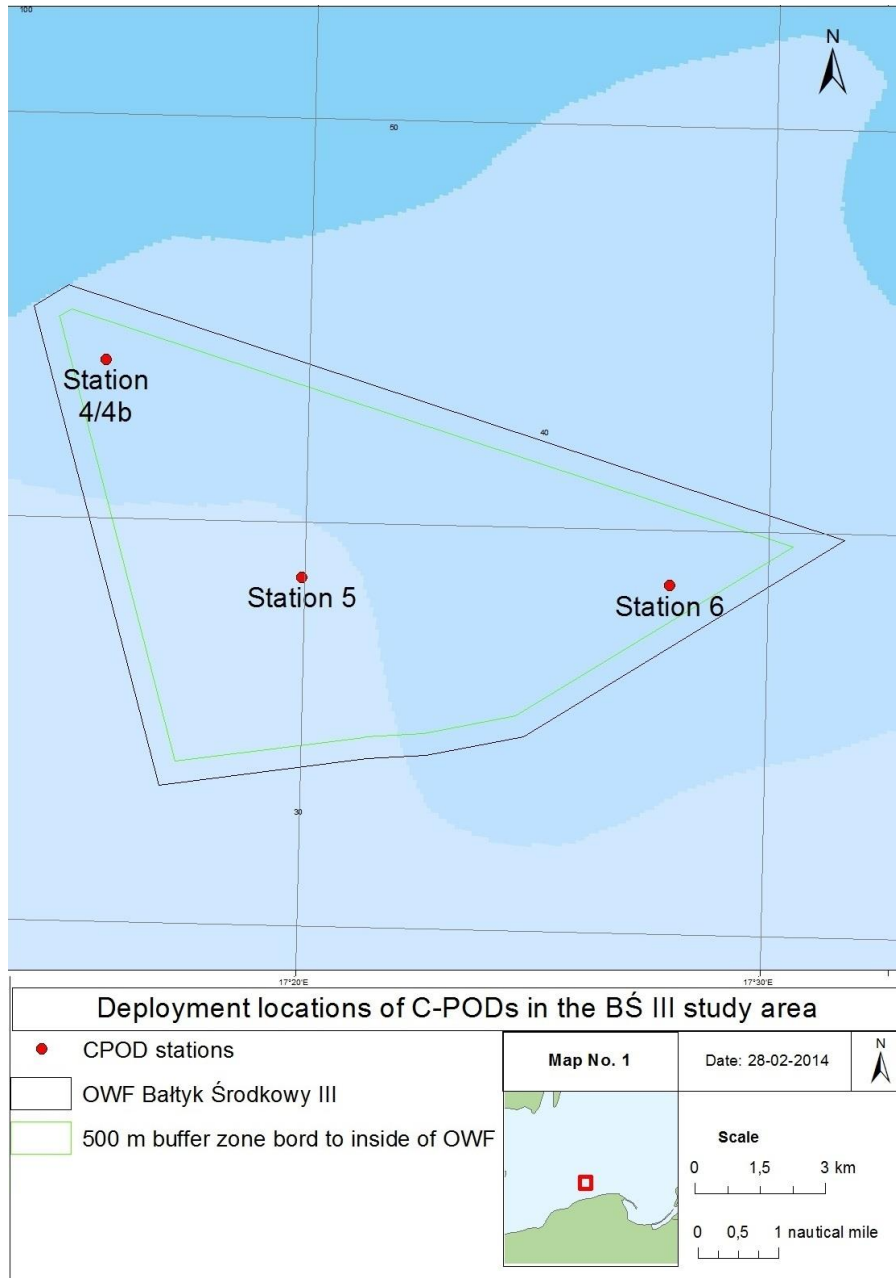 100
N
50
Station
4/4b
40
Station 5
Station 6
30
17°20'E
17°30'E
Deployment locations of C-PODs in the BŚ III study area
CPOD stations
OWF Bałtyk Środkowy III
500 m buffer zone bord to inside of OWF
Map No. 1
Date: 28-02-2014
N
Scale
0 1,5 3 km
0 0,5 1 nautical mile